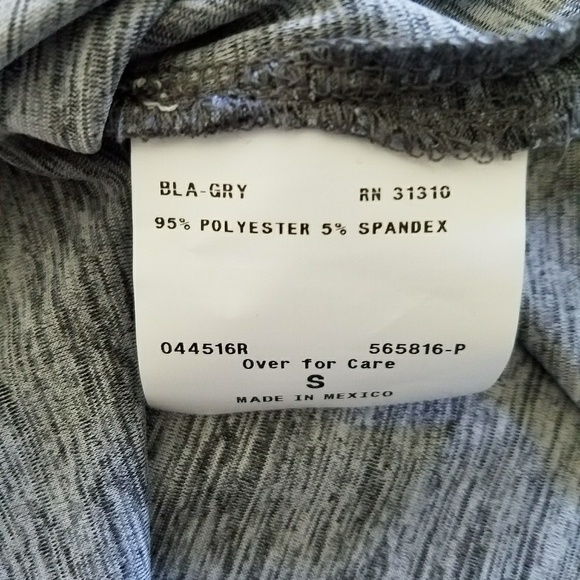 BLA-GRY RN 31310
95% POLYESTER 5% SPANDEX
044516R 565816-P
Over for Care
S
MADE IN MEXICO